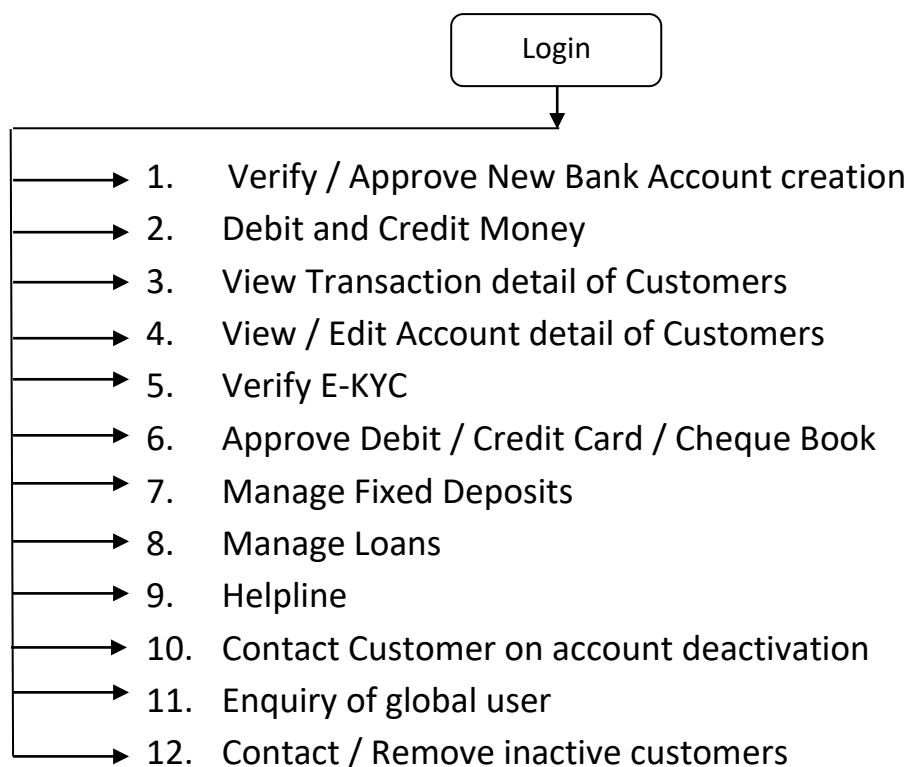 Login
1. Verify / Approve New Bank Account creation
2. Debit and Credit Money
3. View Transaction detail of Customers
4. View / Edit Account detail of Customers
5. Verify E-KYC
6. Approve Debit / Credit Card / Cheque Book
7. Manage Fixed Deposits
8. Manage Loans
9. Helpline
10. Contact Customer on account deactivation
11. Enquiry of global user
12. Contact / Remove inactive customers